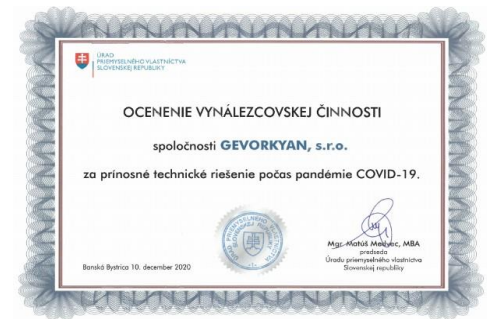 ÚRAD
PRIEMYSELNÉHO VLASTNÍCTVA
SLOVENSKEJ REPUBLIKY
OCENENIE VYNÁLEZCOVSKEJ ČINNOSTI
spoločnosti GEVORKYAN, s.r.o.
za prínosné technické riešenie počas pandémie COVID-19.
Mgr. Matúš Medvec, MBA
predseda
Úradu priemyselného vlastníctva
Slovenskej republiky
Banská Bystrica 10. december 2020